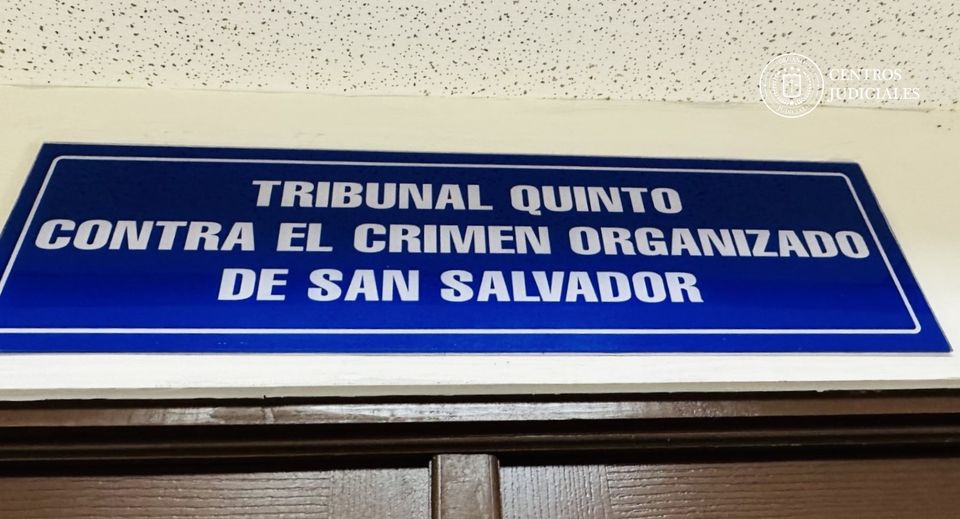 CENTROS
JUDICIALES
TRIBUNAL QUINTO
CONTRA EL CRIMEN ORGANIZADO
DE SAN SALVADOR